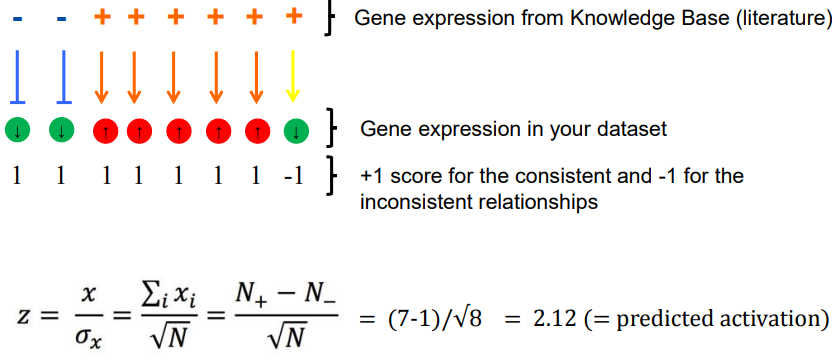 - - + + + + + + Gene expression from Knowledge Base (literature)
↓ ↓ ↑ ↑ ↑ ↑ ↑ ↓ Gene expression in your dataset
1 1 1 1 1 1 1 -1 +1 score for the consistent and -1 for the
inconsistent relationships
z = x/σₓ = ∑ᵢ xᵢ/√N = N₊ − N₋/√N = (7-1)/√8 = 2.12 (= predicted activation)